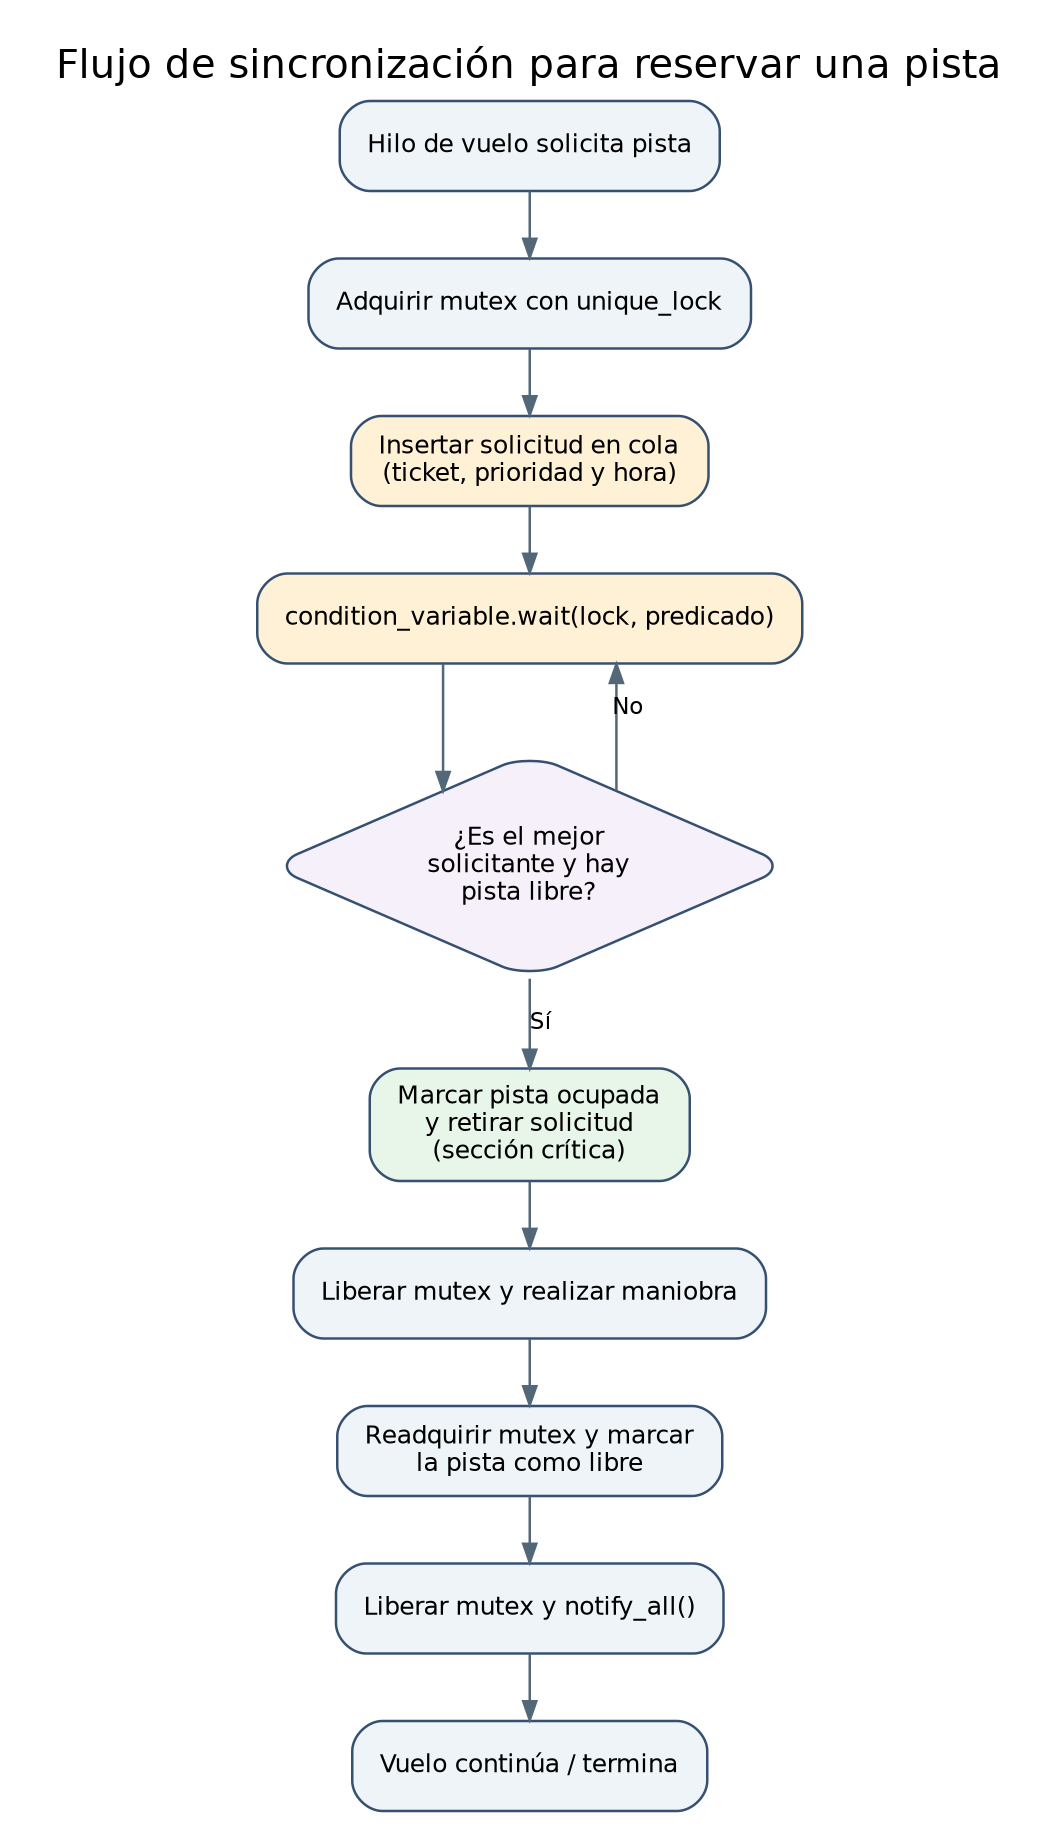 Flujo de sincronización para reservar una pista
Hilo de vuelo solicita pista
Adquirir mutex con unique_lock
Insertar solicitud en cola
(ticket, prioridad y hora)
condition_variable.wait(lock, predicado)
No
¿Es el mejor
solicitante y hay
pista libre?
Sí
Marcar pista ocupada
y retirar solicitud
(sección crítica)
Liberar mutex y realizar maniobra
Readquirir mutex y marcar
la pista como libre
Liberar mutex y notify_all()
Vuelo continúa / termina